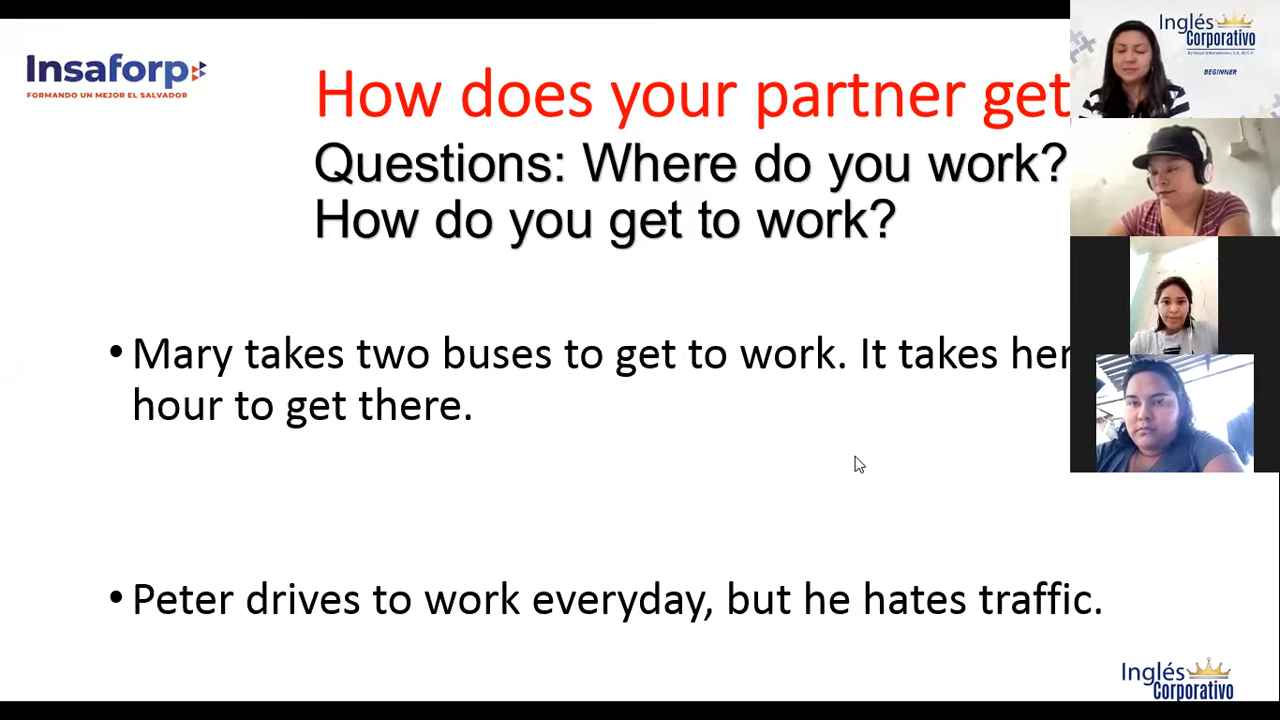 Insaforp
FORMANDO UN MEJOR EL SALVADOR
How does your partner get
Questions: Where do you work?
How do you get to work?
• Mary takes two buses to get to work. It takes her
hour to get there.
• Peter drives to work everyday, but he hates traffic.
Inglés
Corporativo
BEGINNER
Inglés
Corporativo